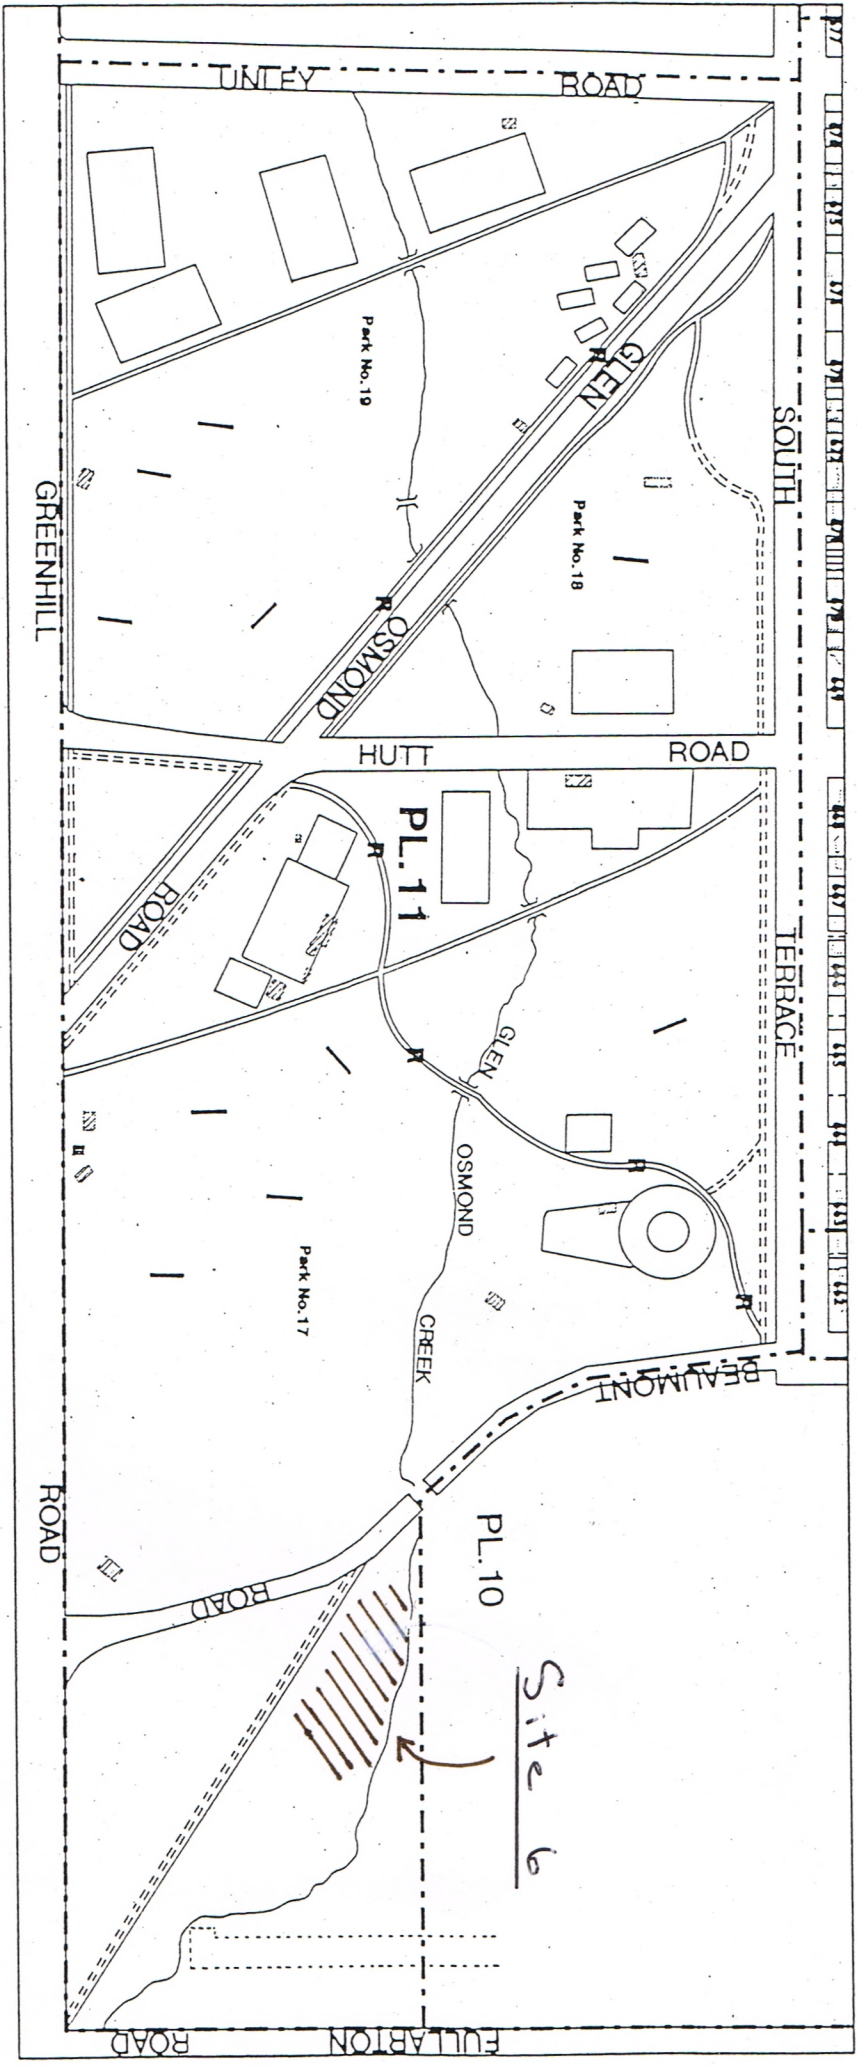 UNLEY ROAD
SOUTH TERRACE
GLEN OSMOND ROAD
Park No.19
Park No.18
GREENHILL ROAD
HUTT ROAD
PL.11
GLEN OSMOND CREEK
Park No.17
BEAUMONT ROAD
PL.10
Site 6
FULLARTON ROAD
R
R
R
R
R
R